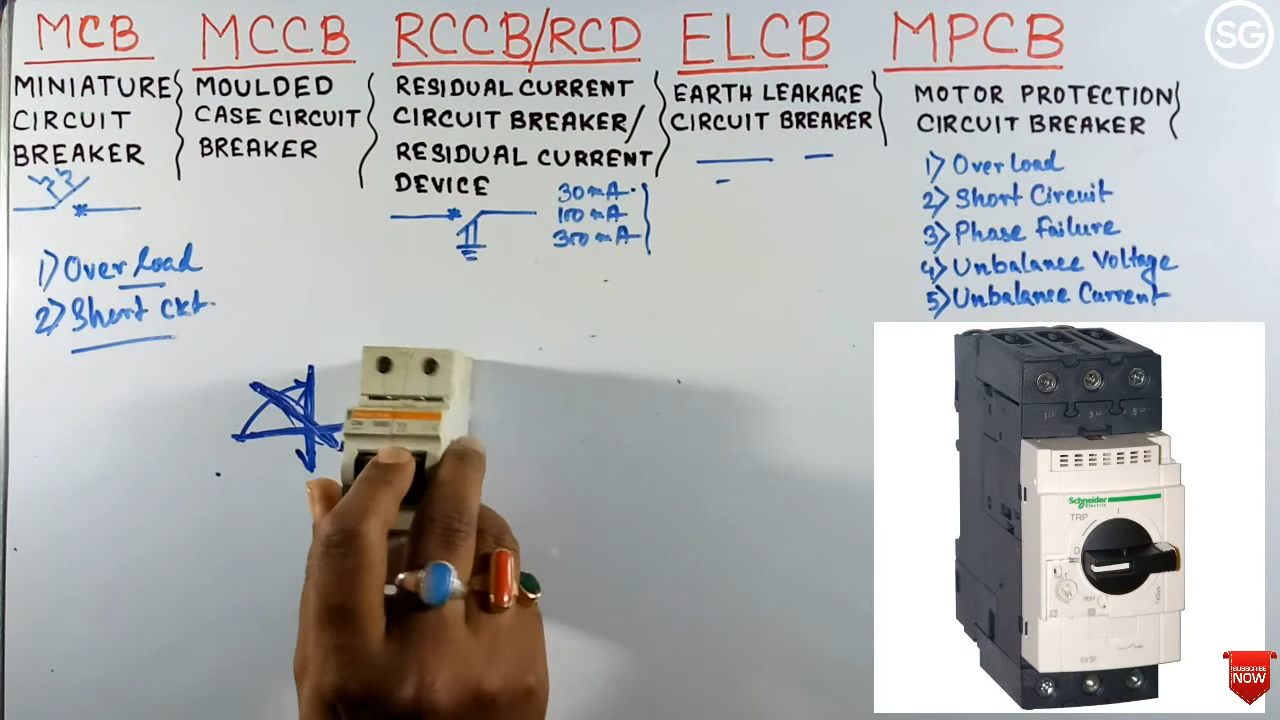 MCB
MINIATURE
CIRCUIT
BREAKER
1) Over load
2) Short ckt.
MCCB
MOULDED
CASE CIRCUIT
BREAKER
RCCB/RCD
RESIDUAL CURRENT
CIRCUIT BREAKER/
RESIDUAL CURRENT
DEVICE
30mA
100mA
300mA
ELCB
EARTH LEAKAGE
CIRCUIT BREAKER
MPCB
MOTOR PROTECTION
CIRCUIT BREAKER
1) Over load
2) Short Circuit
3) Phase failure
4) Unbalance Voltage
5) Unbalance Current
SG
Schneider
Electric
TRIP
I
O
TEST
GV3P
SUBSCRIBE
NOW